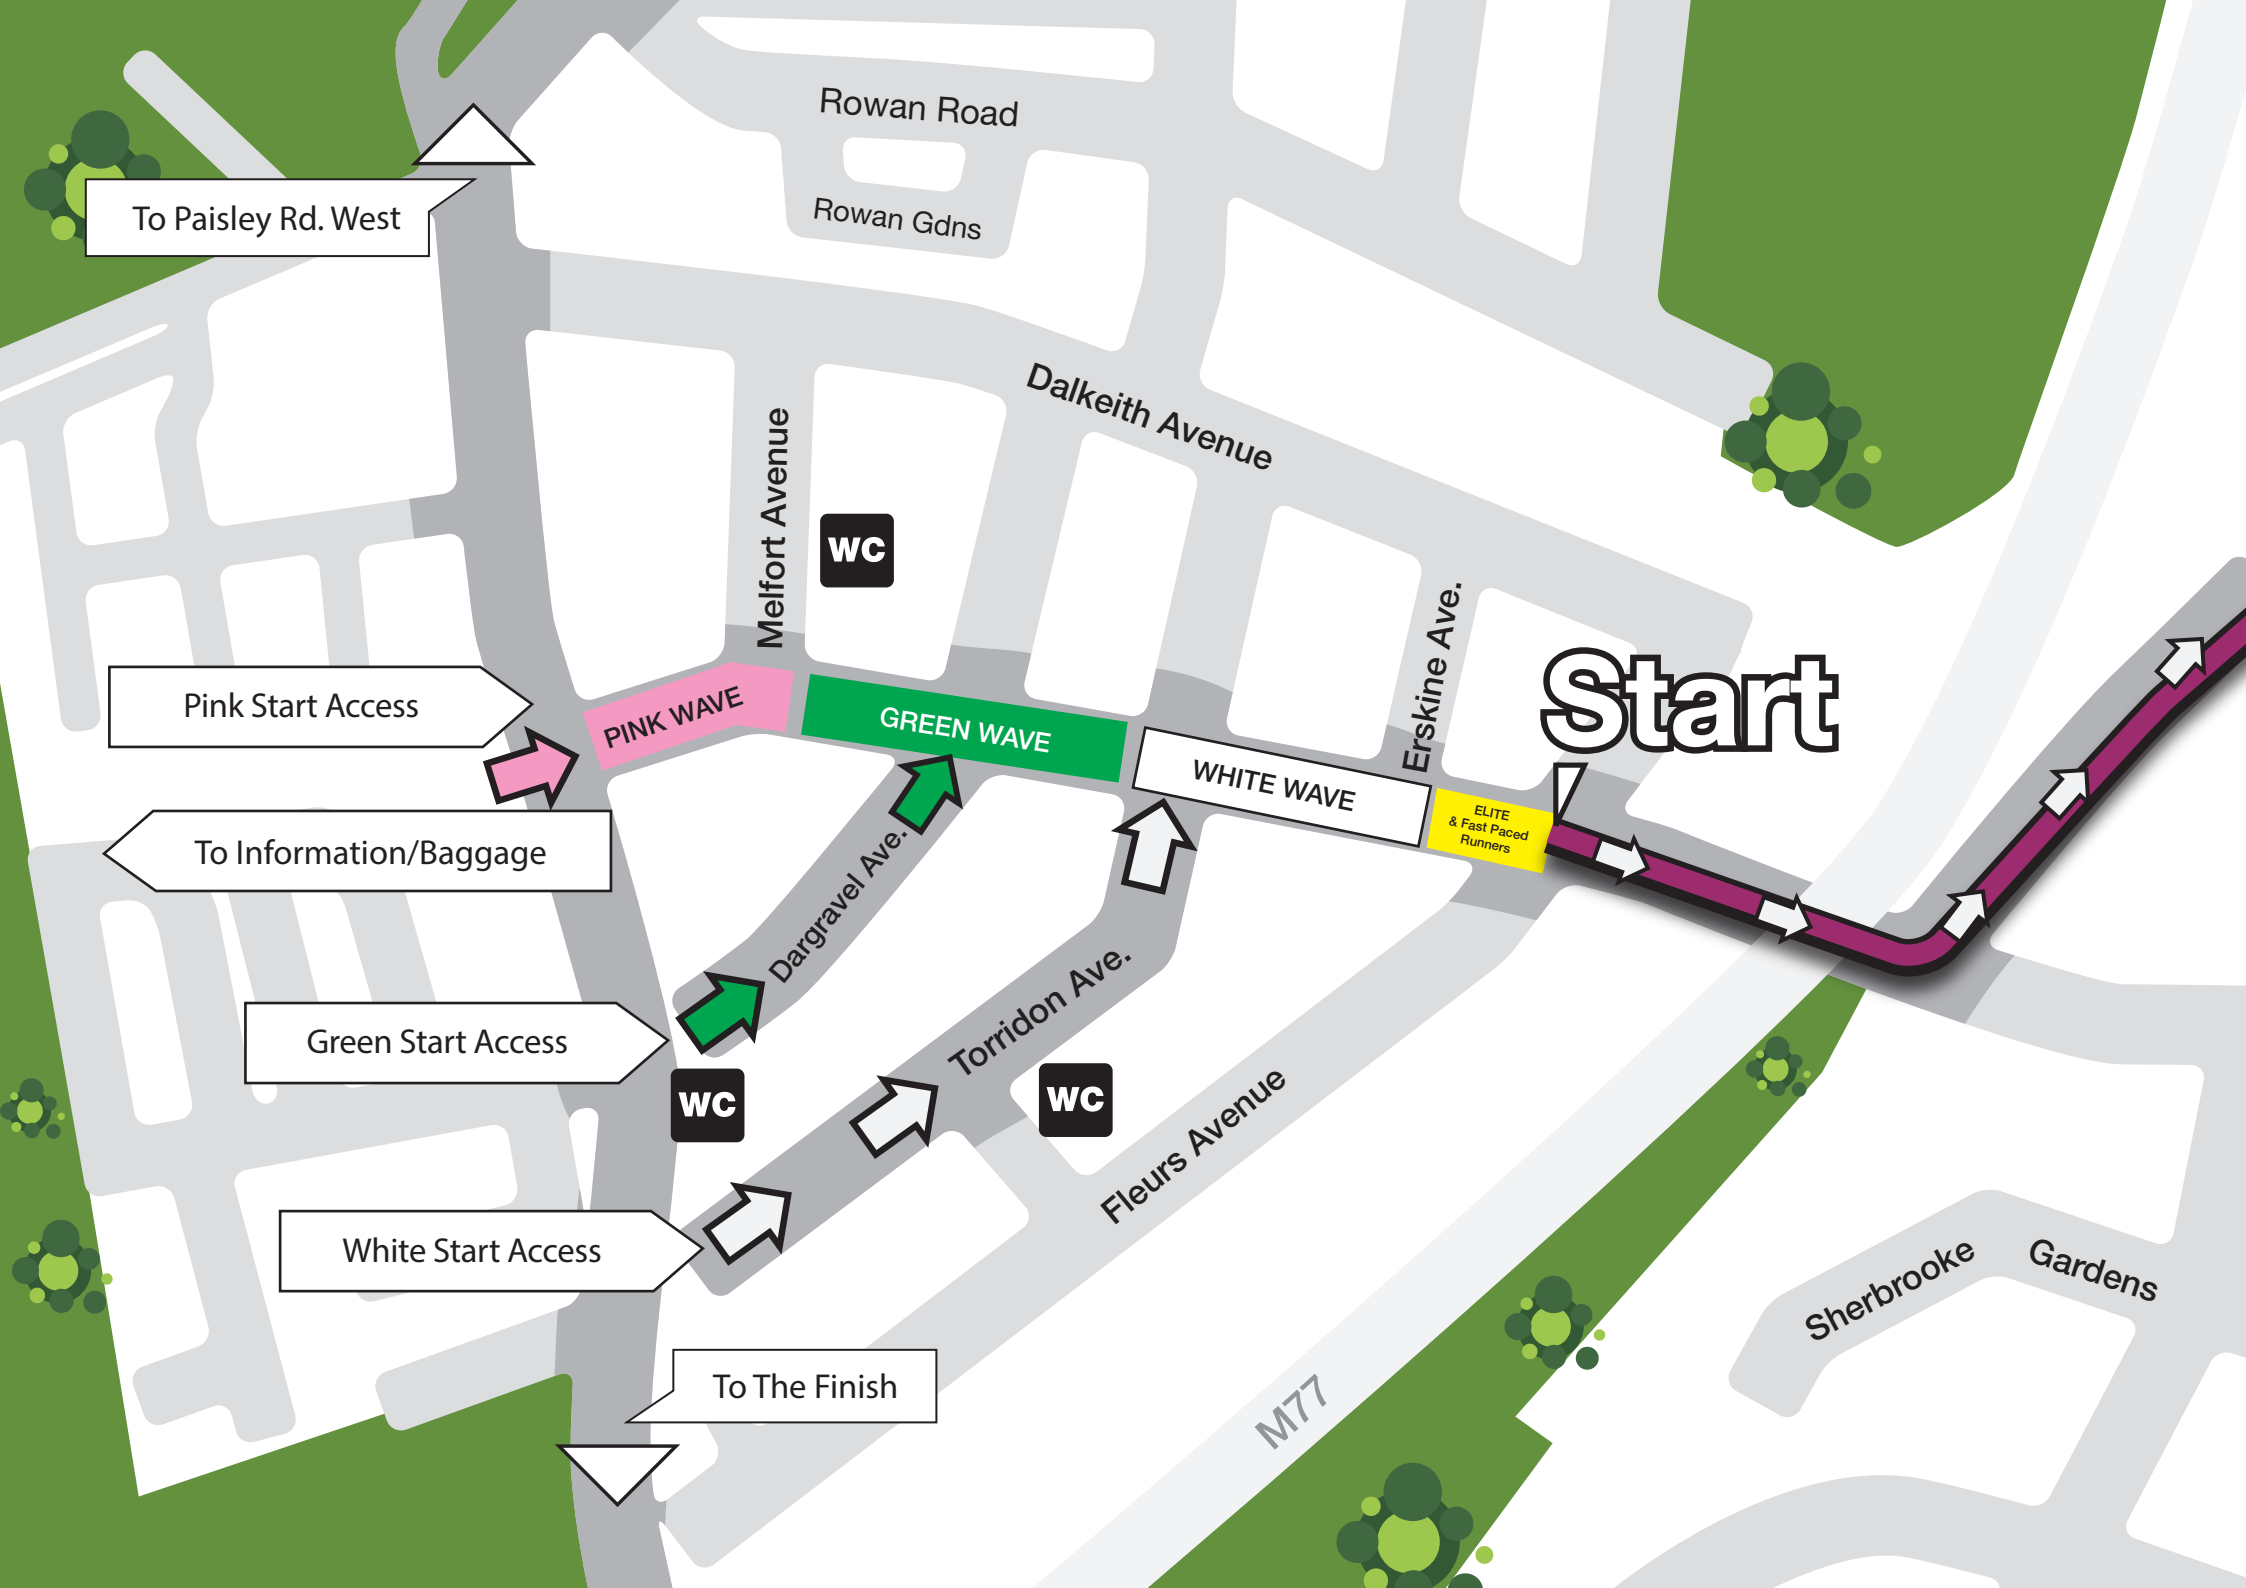 Rowan Road
To Paisley Rd. West
Rowan Gdns
Dalkeith Avenue
Melfort Avenue
WC
Erskine Ave.
Start
Pink Start Access
PINK WAVE
GREEN WAVE
WHITE WAVE
ELITE
& Fast Paced
Runners
To Information/Baggage
Dargravel Ave.
Green Start Access
Torridon Ave.
WC
WC
Fleurs Avenue
White Start Access
Sherbrooke Gardens
To The Finish
M77